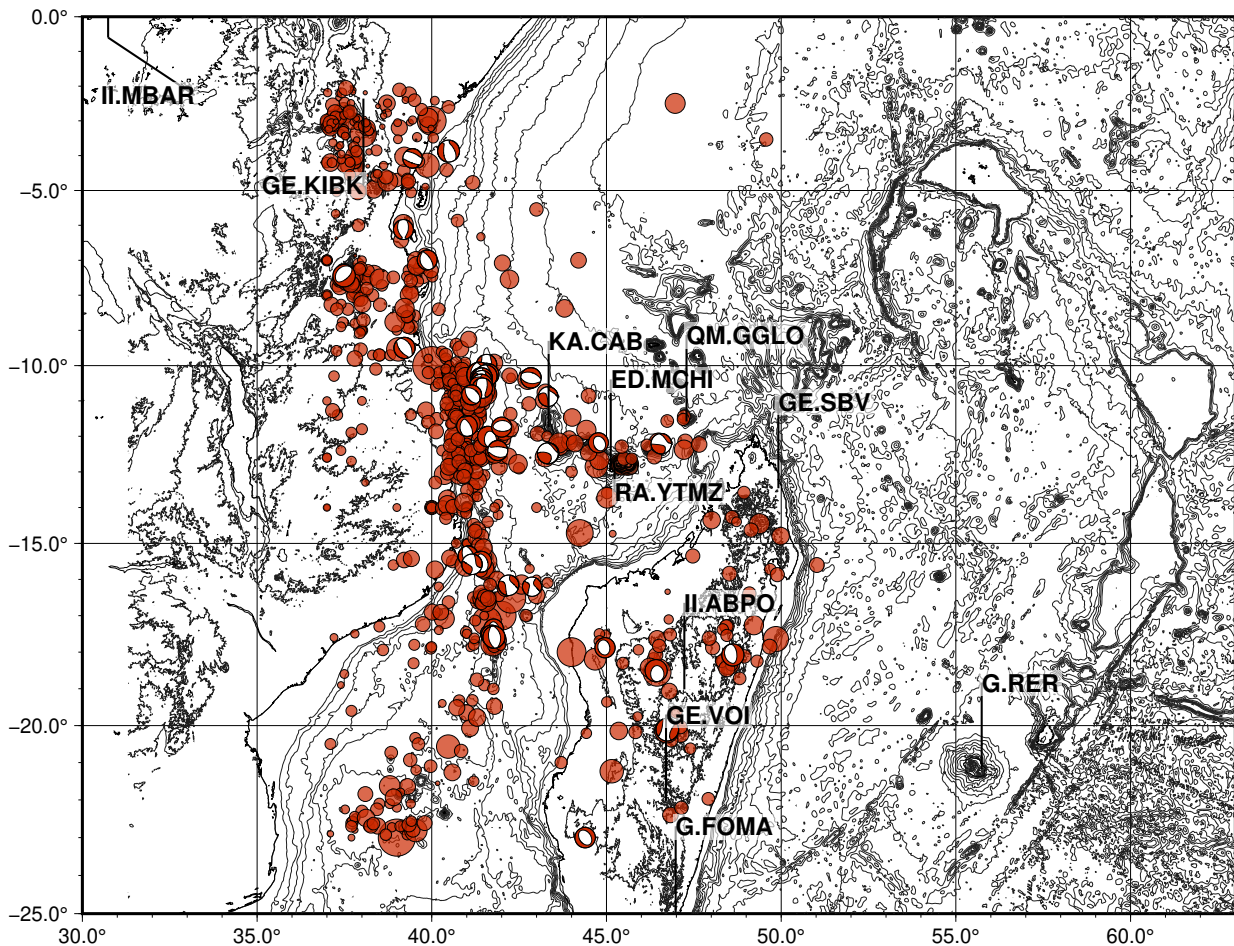 0.0°
II.MBAR
GE.KIBK
−5.0°
KA.CAB
QM.GGLO
−10.0°
ED.MCHI
GE.SBV
RA.YTMZ
−15.0°
II.ABPO
G.RER
GE.VOI
−20.0°
G.FOMA
−25.0°
30.0°
35.0°
40.0°
45.0°
50.0°
55.0°
60.0°